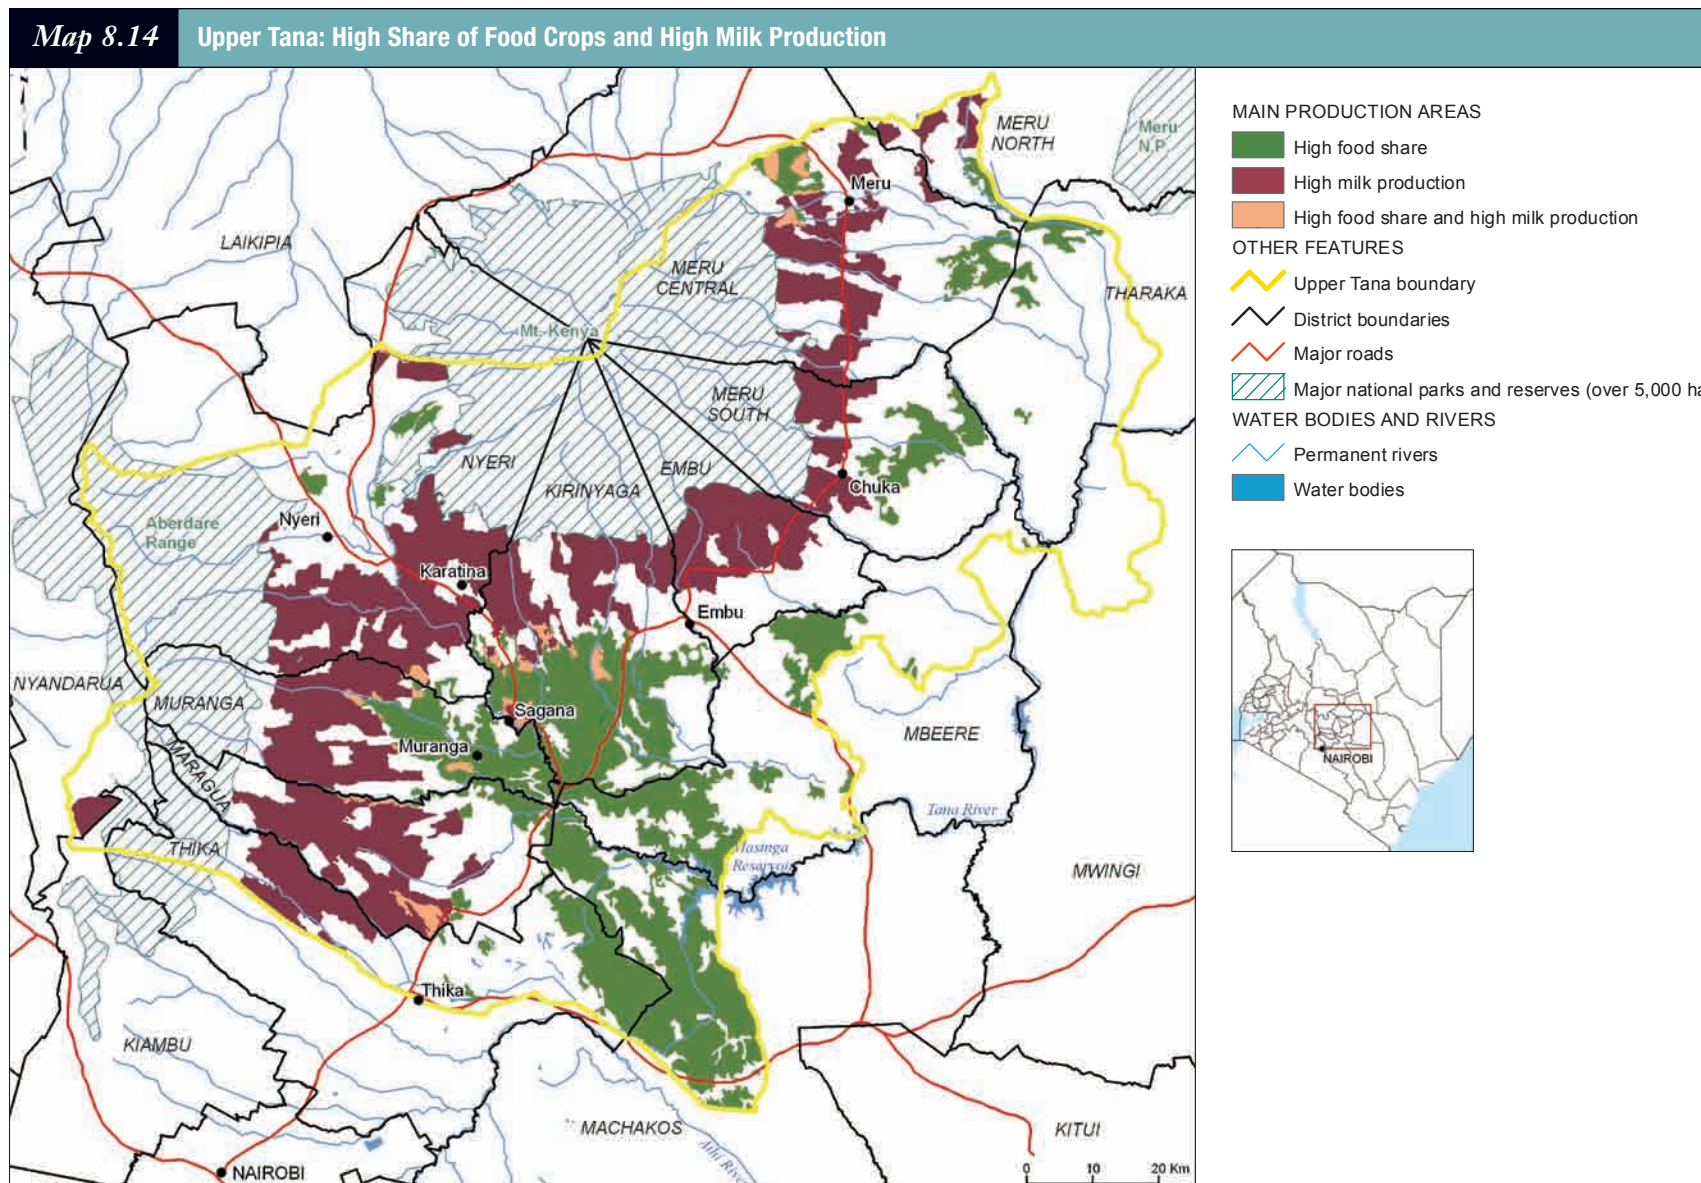 Map 8.14
Upper Tana: High Share of Food Crops and High Milk Production
MERU
NORTH
Meru
N.P.
Meru
LAIKIPIA
MERU
CENTRAL
THARAKA
Mt. Kenya
MERU
SOUTH
NYERI
EMBU
KIRINYAGA
Chuka
Aberdare
Range
Nyeri
Karatina
Embu
NYANDARUA
MURANGA
Sagana
MBEERE
Muranga
MARAGUA
Tana River
THIKA
Masinga
Reservoir
MWINGI
Thika
KIAMBU
MACHAKOS
KITUI
Athi River
NAIROBI
0 10 20 Km
MAIN PRODUCTION AREAS
High food share
High milk production
High food share and high milk production
OTHER FEATURES
Upper Tana boundary
District boundaries
Major roads
Major national parks and reserves (over 5,000 ha
WATER BODIES AND RIVERS
Permanent rivers
Water bodies
NAIROBI